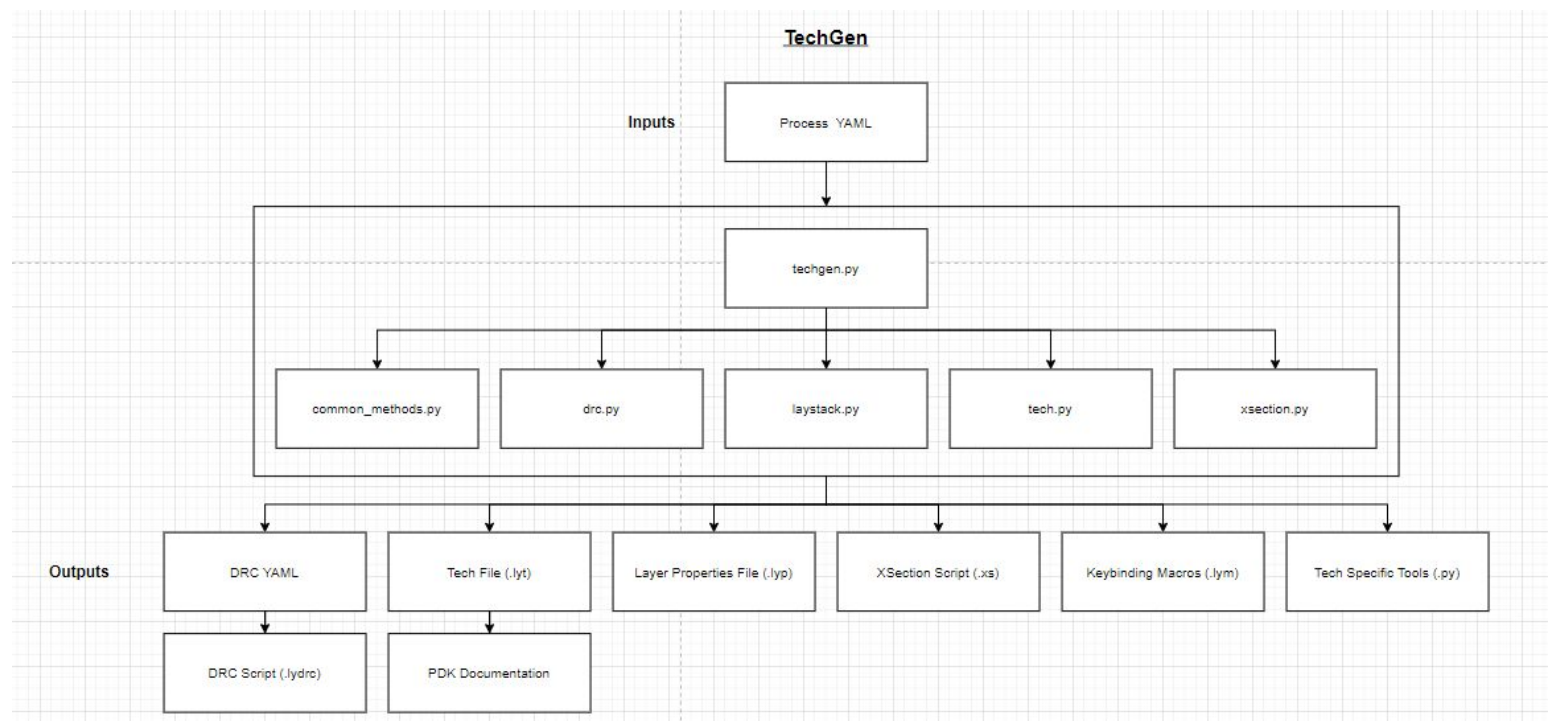 TechGen
Inputs
Process YAML
techgen.py
common_methods.py
drc.py
laystack.py
tech.py
xsection.py
Outputs
DRC YAML
Tech File (.lyt)
Layer Properties File (.lyp)
XSection Script (.xs)
Keybinding Macros (.lym)
Tech Specific Tools (.py)
DRC Script (.lydrc)
PDK Documentation